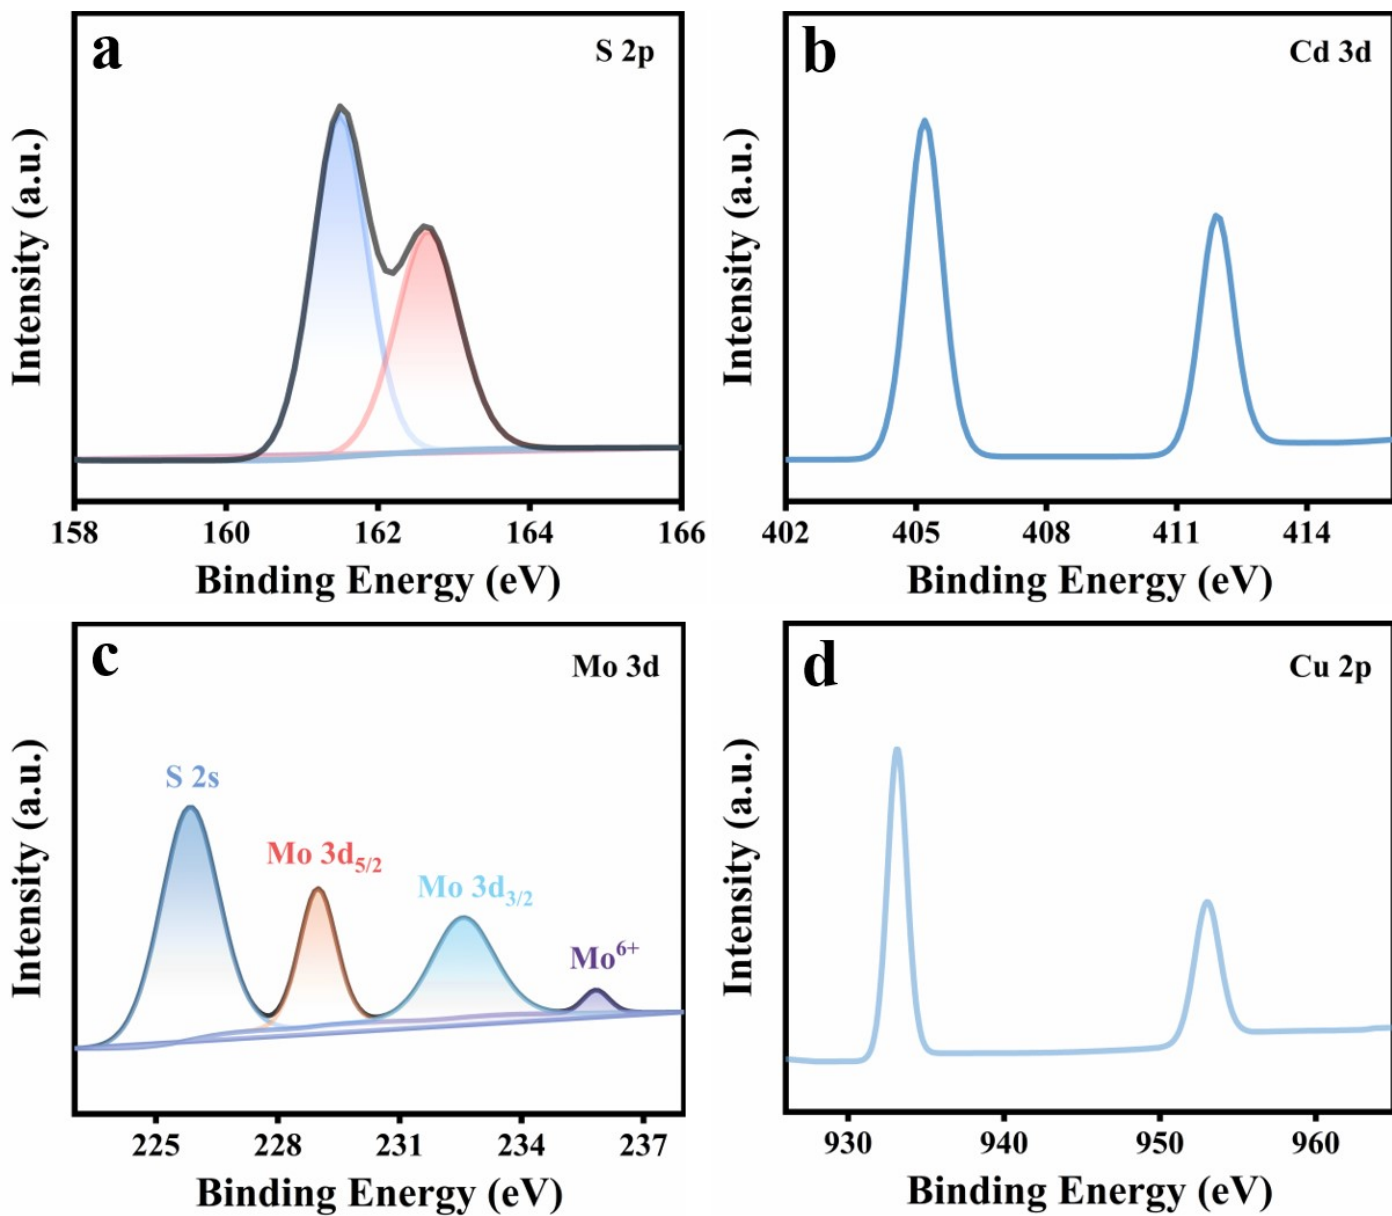 a
S 2p
Intensity (a.u.)
158 160 162 164 166
Binding Energy (eV)
b
Cd 3d
Intensity (a.u.)
402 405 408 411 414
Binding Energy (eV)
c
Mo 3d
S 2s
Mo 3d5/2
Mo 3d3/2
Mo6+
Intensity (a.u.)
225 228 231 234 237
Binding Energy (eV)
d
Cu 2p
Intensity (a.u.)
930 940 950 960
Binding Energy (eV)